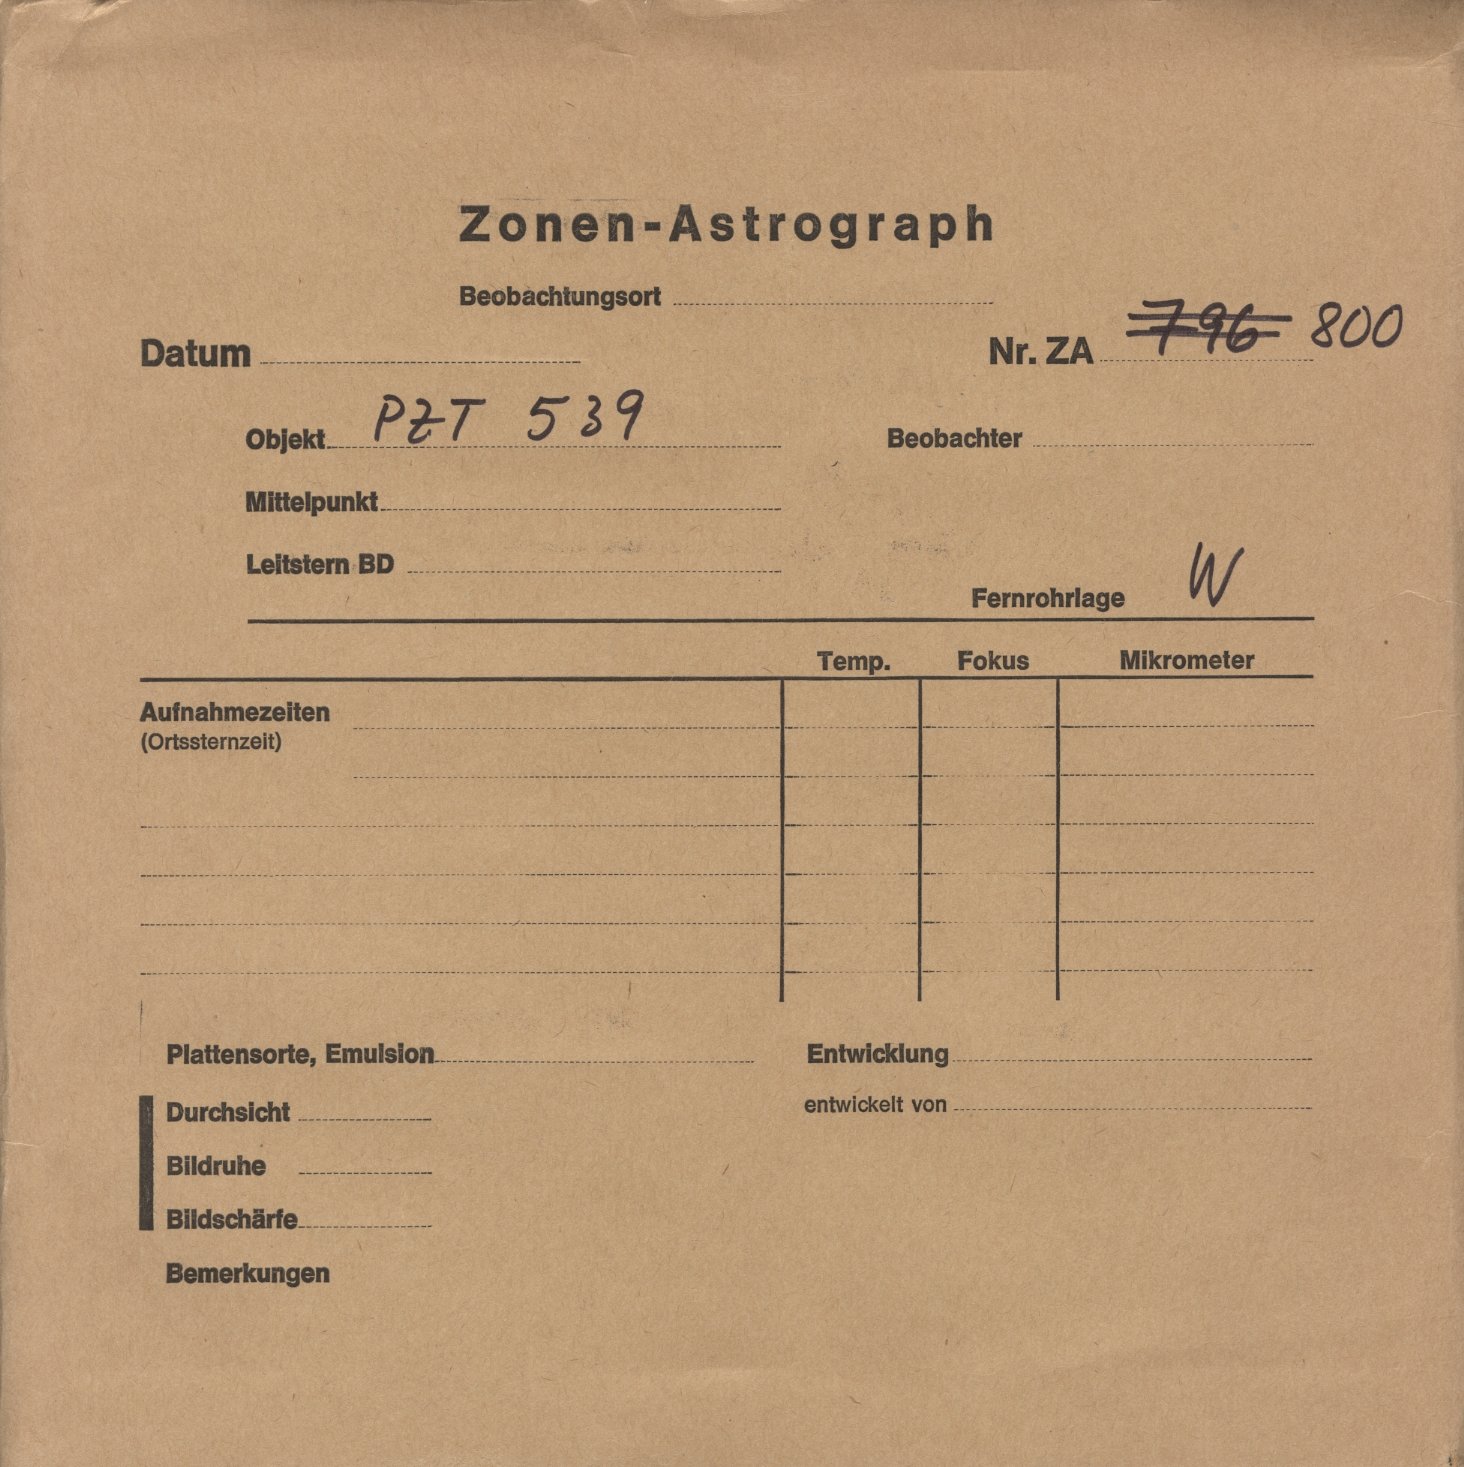 Zonen-Astrograph
Beobachtungsort
Datum
Nr. ZA 796 800
Objekt PZT 539
Beobachter
Mittelpunkt
Leitstern BD
Fernrohrlage W
Temp. Fokus Mikrometer
Aufnahmezeiten
(Ortssternzeit)
Plattensorte, Emulsion
Entwicklung
Durchsicht
entwickelt von
Bildruhe
Bildschärfe
Bemerkungen